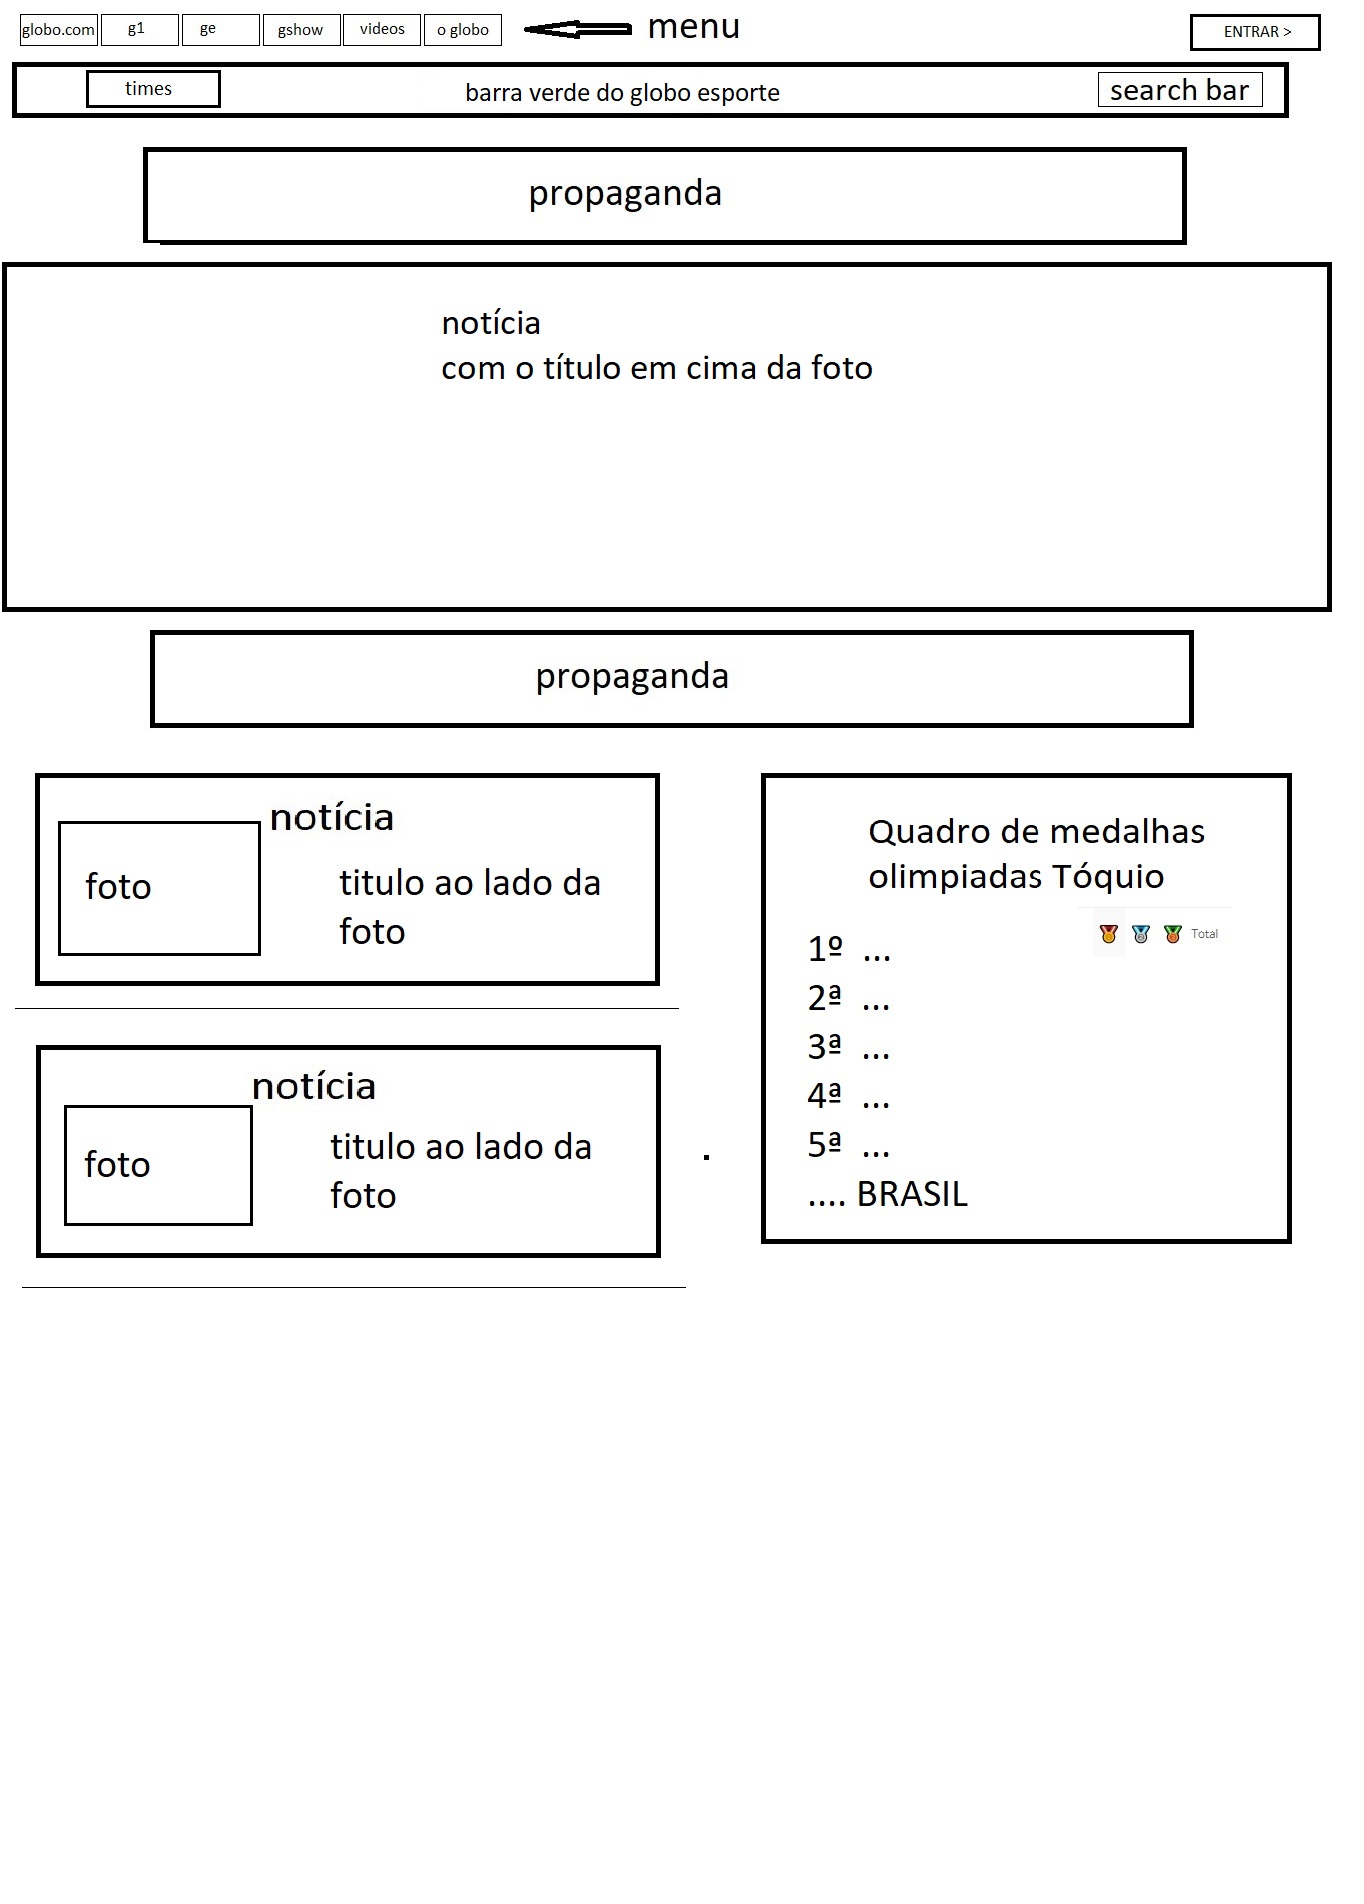 globo.com g1 ge gshow videos o globo menu ENTRAR >
times barra verde do globo esporte search bar
propaganda
notícia
com o título em cima da foto
propaganda
notícia
foto
titulo ao lado da
foto
notícia
foto
titulo ao lado da
foto
Quadro de medalhas
olimpiadas Tóquio
Total
1º ...
2ª ...
3ª ...
4ª ...
5ª ...
.... BRASIL